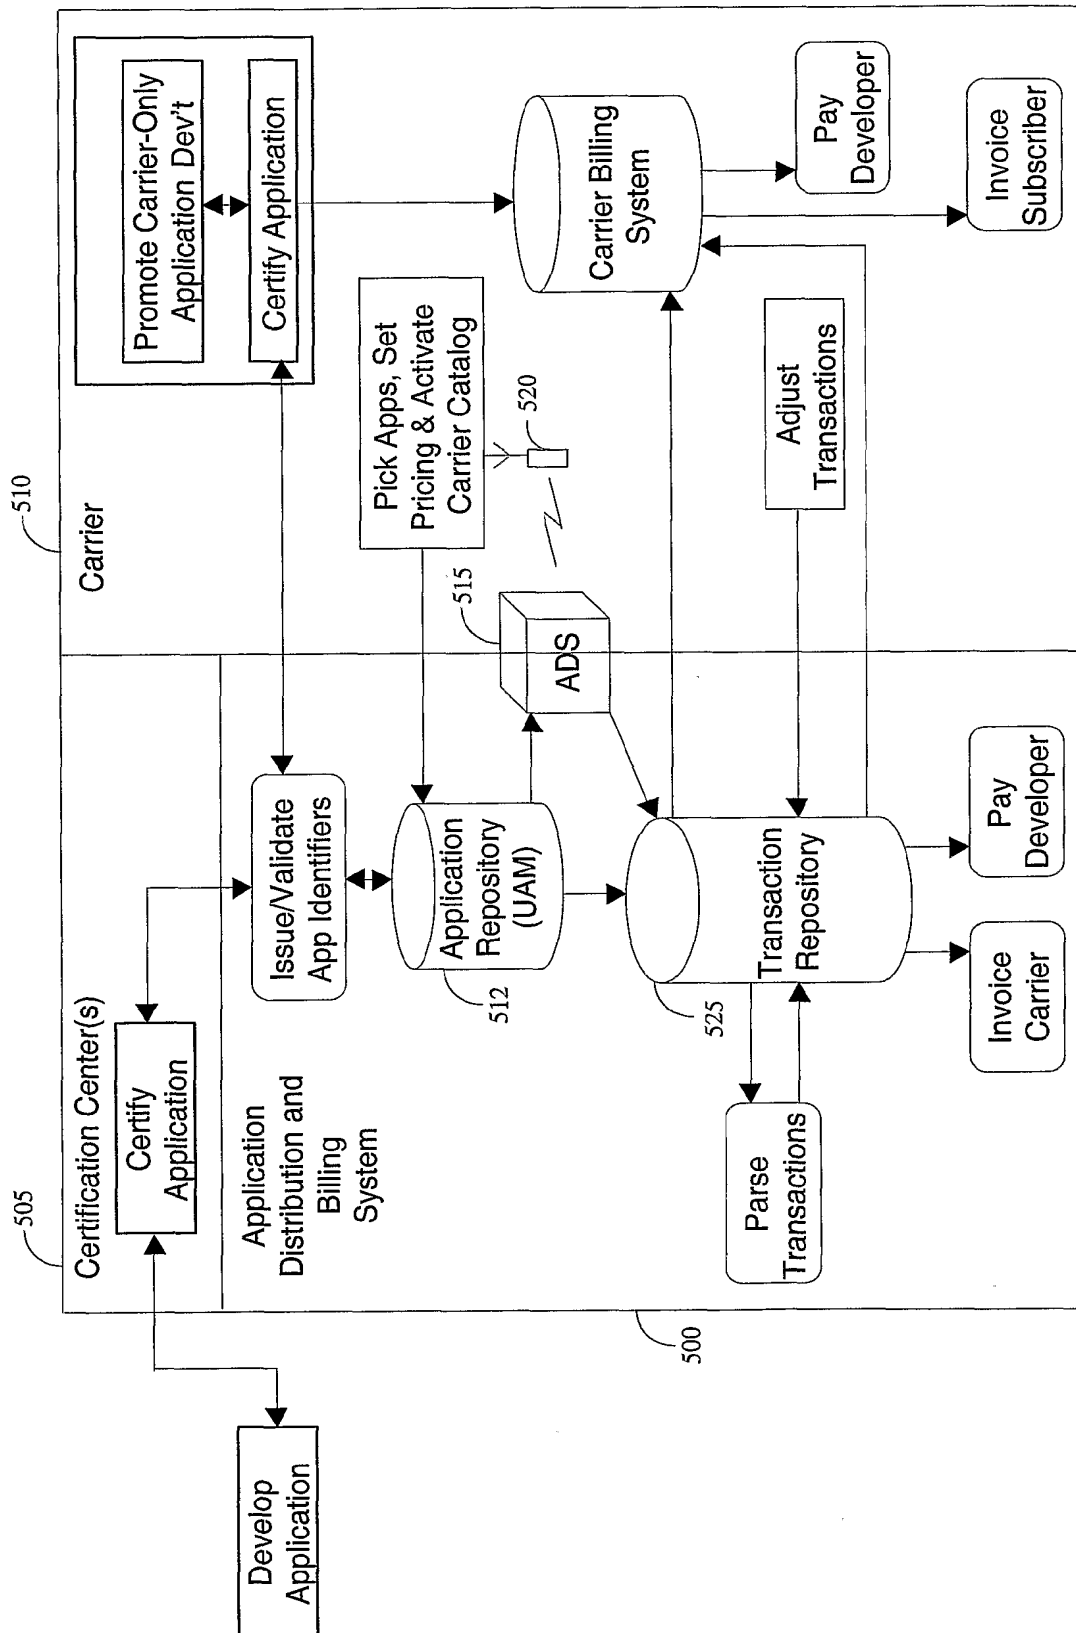 505
Certification Center(s)
Certify
Application
510
Carrier
Promote Carrier-Only
Application Dev't
Certify Application
Develop
Application
Application
Distribution and
Billing
System
Issue/Validate
App Identifiers
Pick Apps, Set
Pricing & Activate
Carrier Catalog
Application
Repository
(UAM)
512
515
ADS
520
Carrier Billing
System
500
525
Parse
Transactions
Transaction
Repository
Adjust
Transactions
Pay
Developer
Invoice
Carrier
Pay
Developer
Invoice
Subscriber